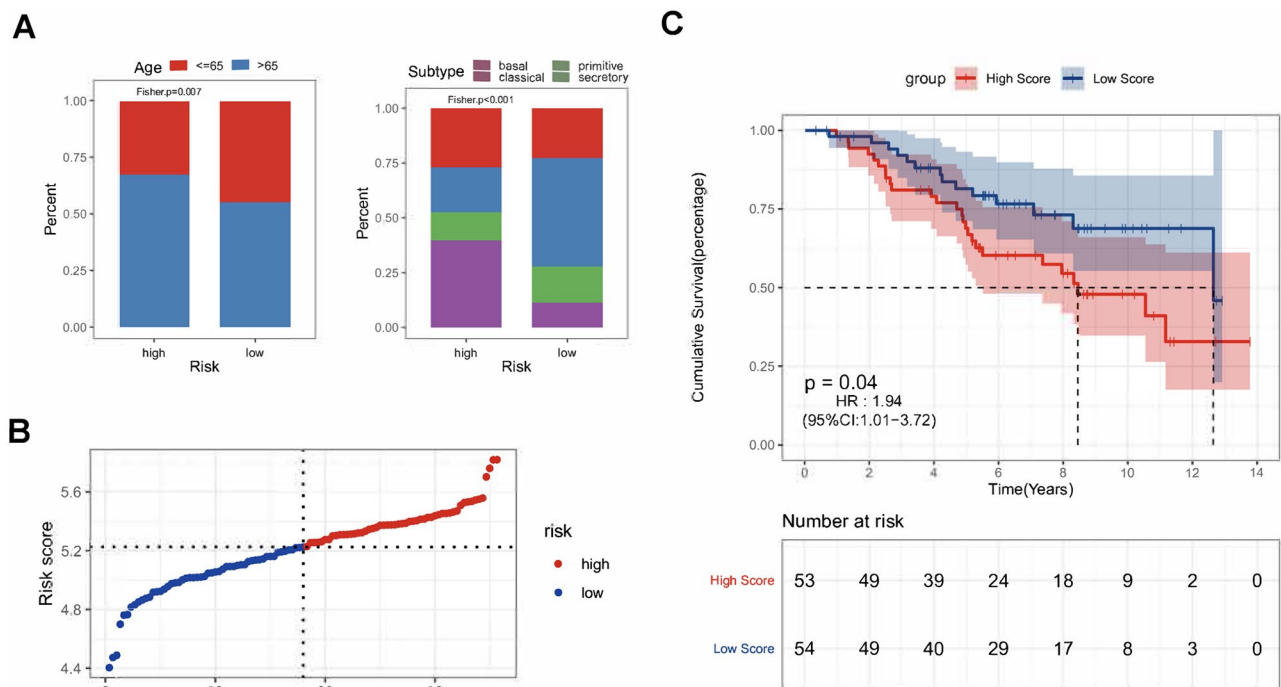 A
Age <=65 >65
Fisher.p=0.007
1.00
0.75
0.50
0.25
0.00
Percent
high low
Risk
Subtype basal primitive
classical secretory
Fisher.p<0.001
1.00
0.75
0.50
0.25
0.00
Percent
high low
Risk
B
5.6
5.2
4.8
4.4
Risk score
risk
high
low
C
group High Score Low Score
1.00
0.75
0.50
0.25
0.00
Cumulative Survival(percentage)
p = 0.04
HR : 1.94
(95%CI:1.01−3.72)
0 2 4 6 8 10 12 14
Time(Years)
Number at risk
High Score 53 49 39 24 18 9 2 0
Low Score 54 49 40 29 17 8 3 0